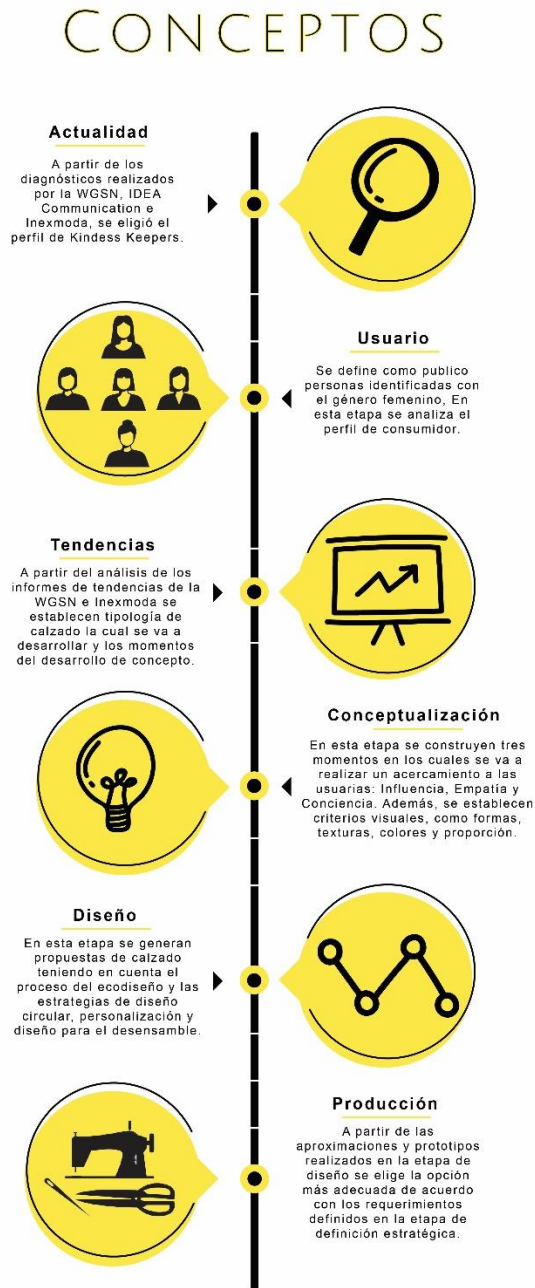 CONCEPTOS
Actualidad
A partir de los
diagnósticos realizados
por la WGSN, IDEA
Communication e
Inexmoda, se eligió el
perfil de Kindess Keepers.
Usuario
Se define como publico
personas identificadas con
el género femenino, En
esta etapa se analiza el
perfil de consumidor.
Tendencias
A partir del análisis de los
informes de tendencias de la
WGSN e Inexmoda se
establecen tipología de
calzado la cual se va a
desarrollar y los momentos
del desarrollo de concepto.
Conceptualización
En esta etapa se construyen tres
momentos en los cuales se va a
realizar un acercamiento a las
usuarias: Influencia, Empatía y
Conciencia. Además, se establecen
criterios visuales, como formas,
texturas, colores y proporción.
Diseño
En esta etapa se generan
propuestas de calzado
teniendo en cuenta el
proceso del ecodiseño y las
estrategias de diseño
circular, personalización y
diseño para el desensamble.
Producción
A partir de las
aproximaciones y prototipos
realizados en la etapa de
diseño se elige la opción
más adecuada de acuerdo
con los requerimientos
definidos en la etapa de
definición estratégica.